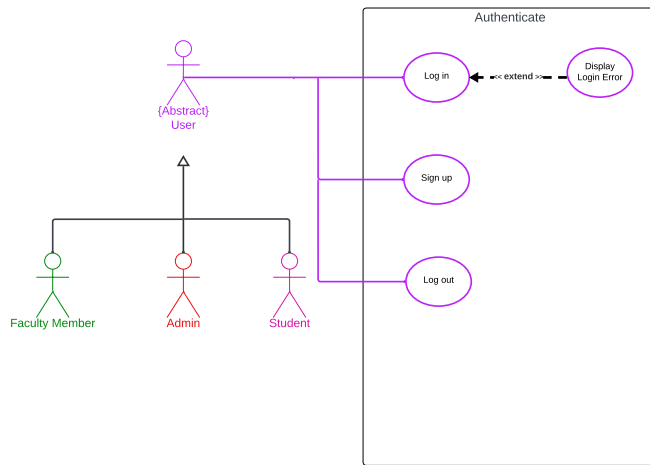 Authenticate
{Abstract}
User
Log in
<< extend >>
Display
Login Error
Sign up
Log out
Faculty Member
Admin
Student